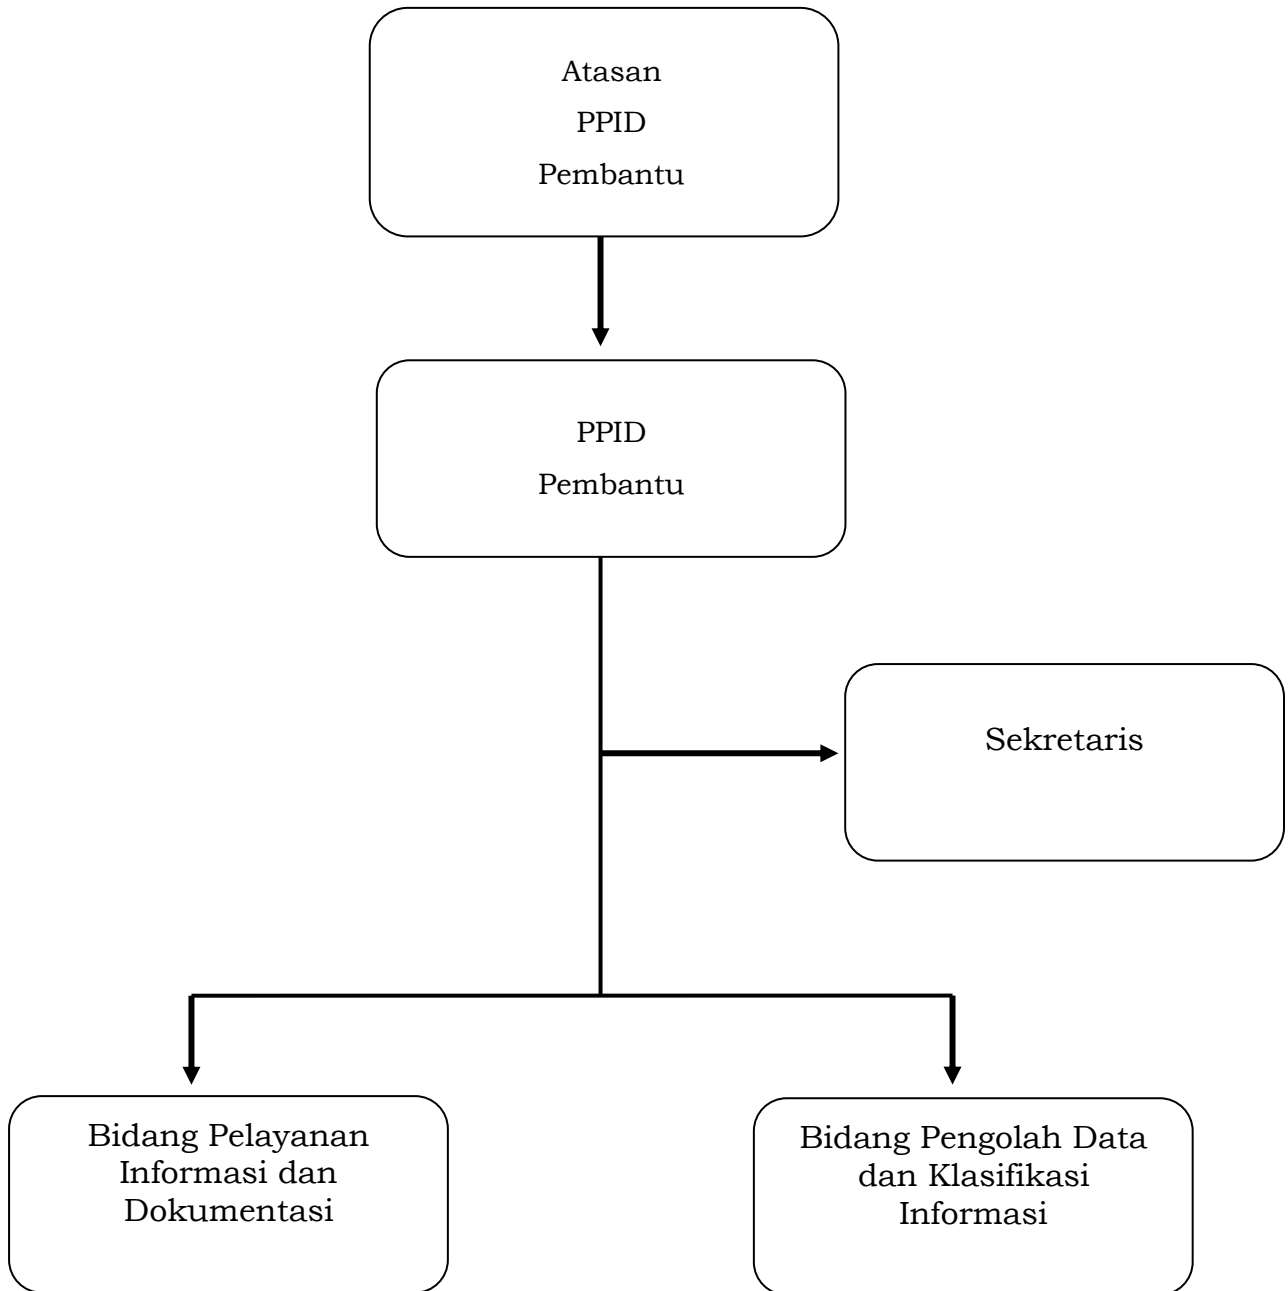 Atasan
PPID
Pembantu
PPID
Pembantu
Sekretaris
Bidang Pelayanan
Informasi dan
Dokumentasi
Bidang Pengolah Data
dan Klasifikasi
Informasi